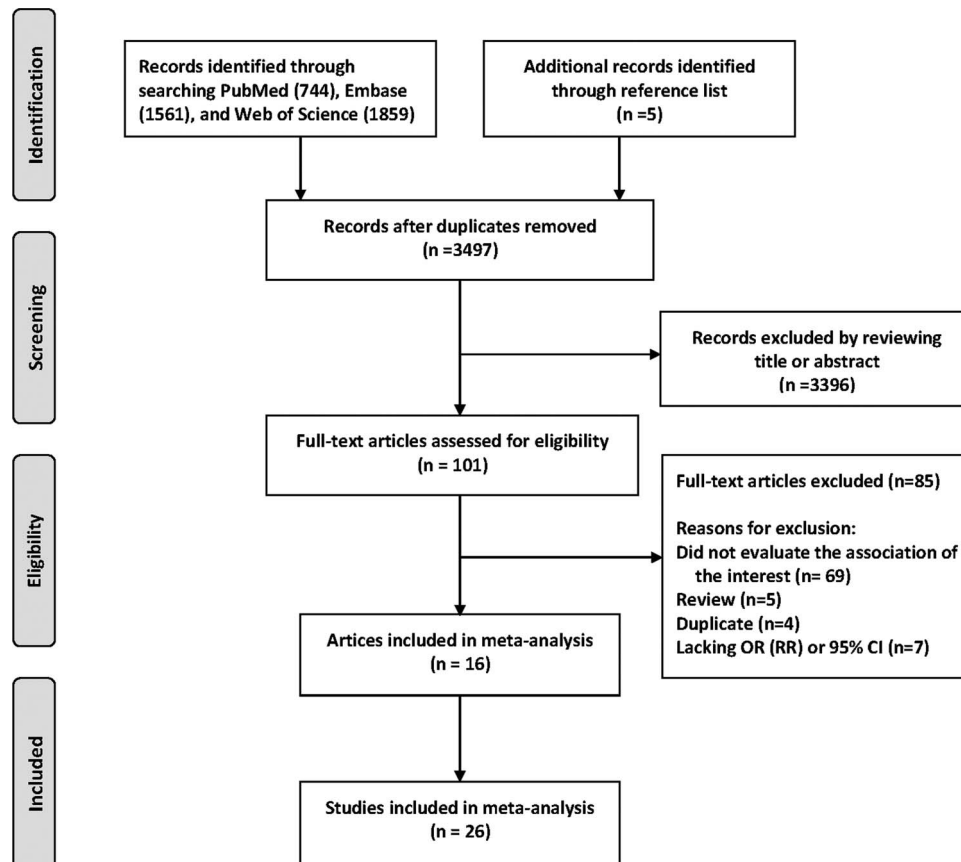 Identification
Records identified through
searching PubMed (744), Embase
(1561), and Web of Science (1859)
Additional records identified
through reference list
(n =5)
Records after duplicates removed
(n =3497)
Screening
Records excluded by reviewing
title or abstract
(n =3396)
Full-text articles assessed for eligibility
(n = 101)
Eligibility
Full-text articles excluded (n=85)
Reasons for exclusion:
Did not evaluate the association of
the interest (n= 69)
Review (n=5)
Duplicate (n=4)
Lacking OR (RR) or 95% CI (n=7)
Artices included in meta-analysis
(n = 16)
Included
Studies included in meta-analysis
(n = 26)